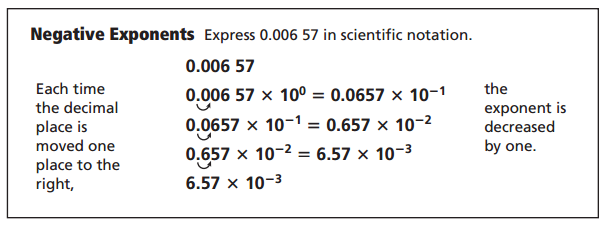 Negative Exponents Express 0.006 57 in scientific notation.
0.006 57
Each time
the decimal
place is
moved one
place to the
right,
0.006 57 × 10⁰ = 0.0657 × 10⁻¹
0.0657 × 10⁻¹ = 0.657 × 10⁻²
0.657 × 10⁻² = 6.57 × 10⁻³
6.57 × 10⁻³
the
exponent is
decreased
by one.